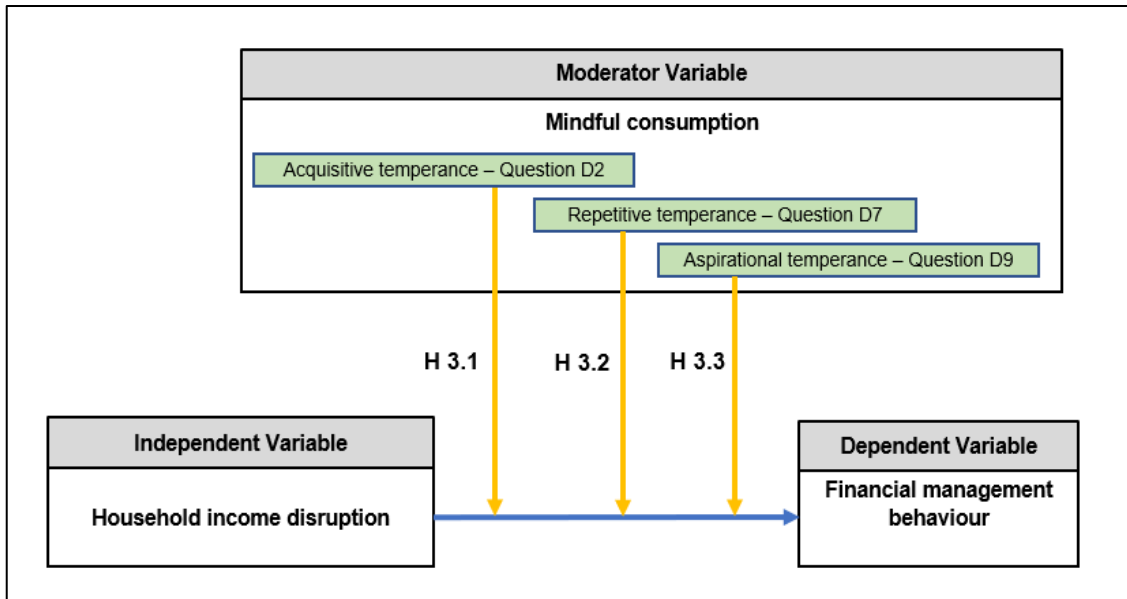 Moderator Variable
Mindful consumption
Acquisitive temperance – Question D2
Repetitive temperance – Question D7
Aspirational temperance – Question D9
H 3.1
H 3.2
H 3.3
Independent Variable
Household income disruption
Dependent Variable
Financial management
behaviour